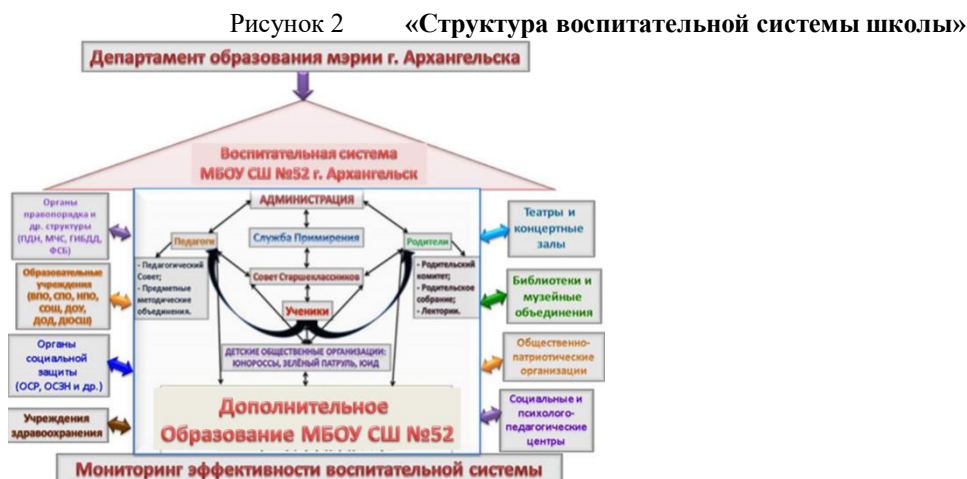 Рисунок 2 «Структура воспитательной системы школы»
Департамент образования мэрии г. Архангельска
Воспитательная система
МБОУ СШ №52 г. Архангельск
Органы
правопорядка и
др. структуры
(ПДН, МЧС, ГИБДД,
ФСБ)
Образовательные
учреждения
(ВПО, СПО, НПО,
СОШ, ДОУ,
ДОД, ДЮСШ)
Органы
социальной
защиты
(ОСР, ОСЗН и др.)
Учреждения
здравоохранения
АДМИНИСТРАЦИЯ
Педагоги
Служба Примирения
Родители
- Педагогический
Совет;
- Предметные
методические
объединения.
Совет Старшеклассников
- Родительский
комитет;
- Родительское
собрание;
- Лектории.
Ученики
ДЕТСКИЕ ОБЩЕСТВЕННЫЕ ОРГАНИЗАЦИИ:
ЮНОРОССЫ, ЗЕЛЁНЫЙ ПАТРУЛЬ, ЮИД
Дополнительное
Образование МБОУ СШ №52
Театры и
концертные
залы
Библиотеки и
музейные
объединения
Общественно-
патриотические
организации
Социальные и
психолого-
педагогические
центры
Мониторинг эффективности воспитательной системы